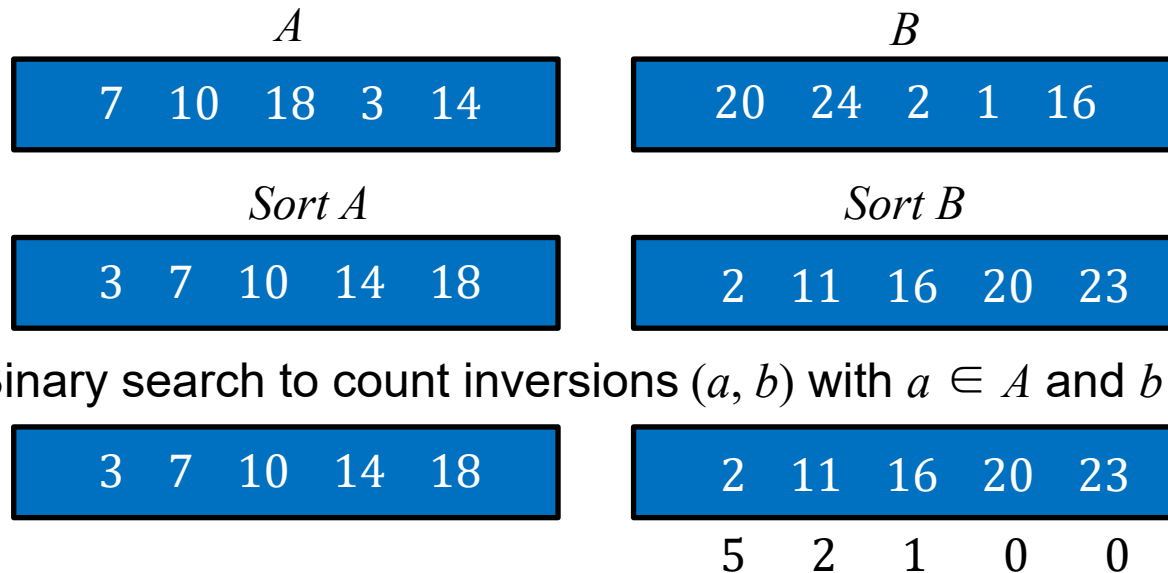 A B
7 10 18 3 14 20 24 2 1 16
Sort A Sort B
3 7 10 14 18 2 11 16 20 23
inary search to count inversions (a, b) with a ∈ A and b
3 7 10 14 18 2 11 16 20 23
5 2 1 0 0